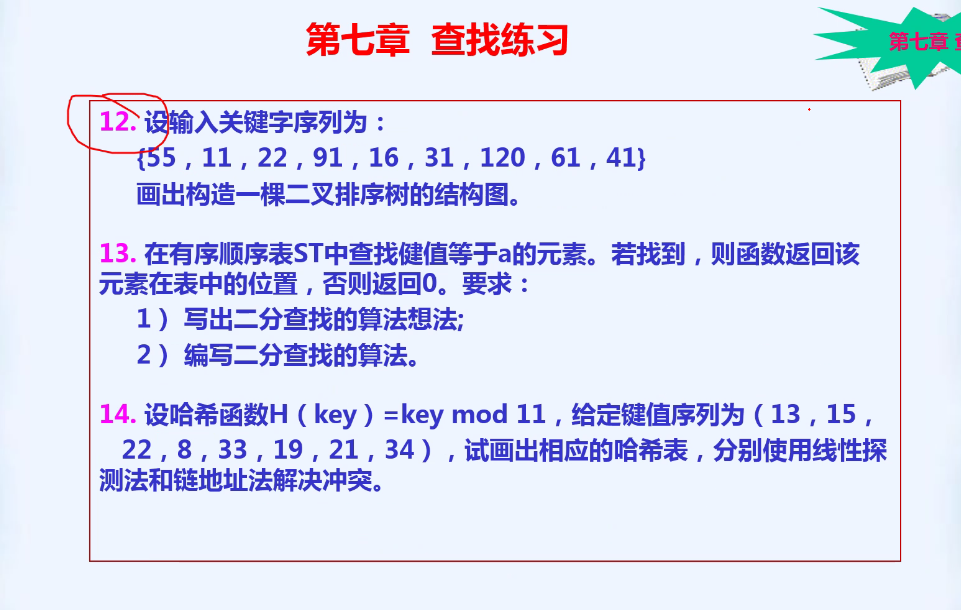 第七章 查找练习
第七章
12. 设输入关键字序列为：
{55，11，22，91，16，31，120，61，41}
画出构造一棵二叉排序树的结构图。
13. 在有序顺序表ST中查找健值等于a的元素。若找到，则函数返回该
元素在表中的位置，否则返回0。要求：
1） 写出二分查找的算法想法;
2） 编写二分查找的算法。
14. 设哈希函数H（key）=key mod 11，给定键值序列为（13，15，
22，8，33，19，21，34），试画出相应的哈希表，分别使用线性探
测法和链地址法解决冲突。